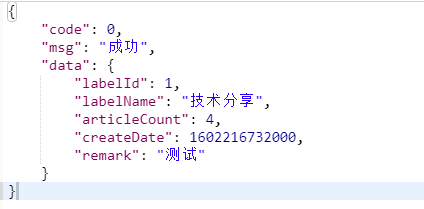 {
    "code": 0,
    "msg": "成功",
    "data": {
        "labelId": 1,
        "labelName": "技术分享",
        "articleCount": 4,
        "createDate": 1602216732000,
        "remark": "测试"
    }
}